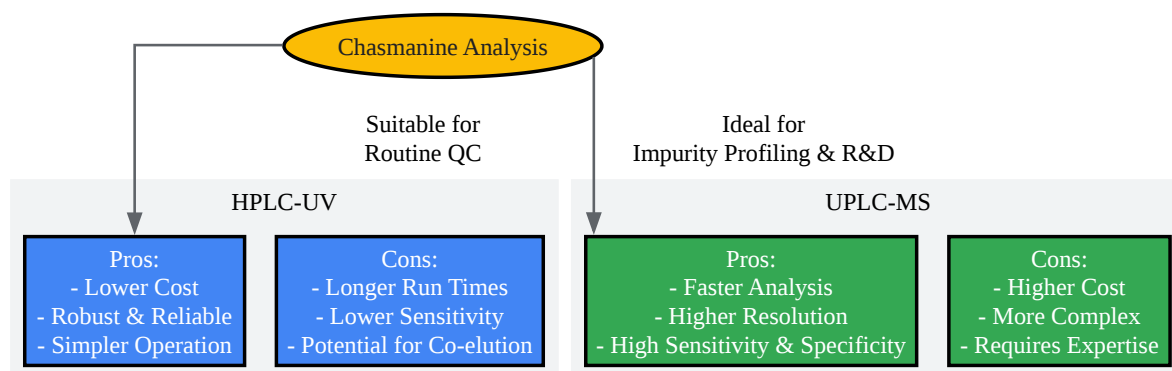 Chasmanine Analysis
Suitable for
Routine QC
Ideal for
Impurity Profiling & R&D
HPLC-UV
Pros:
- Lower Cost
- Robust & Reliable
- Simpler Operation
Cons:
- Longer Run Times
- Lower Sensitivity
- Potential for Co-elution
UPLC-MS
Pros:
- Faster Analysis
- Higher Resolution
- High Sensitivity & Specificity
Cons:
- Higher Cost
- More Complex
- Requires Expertise